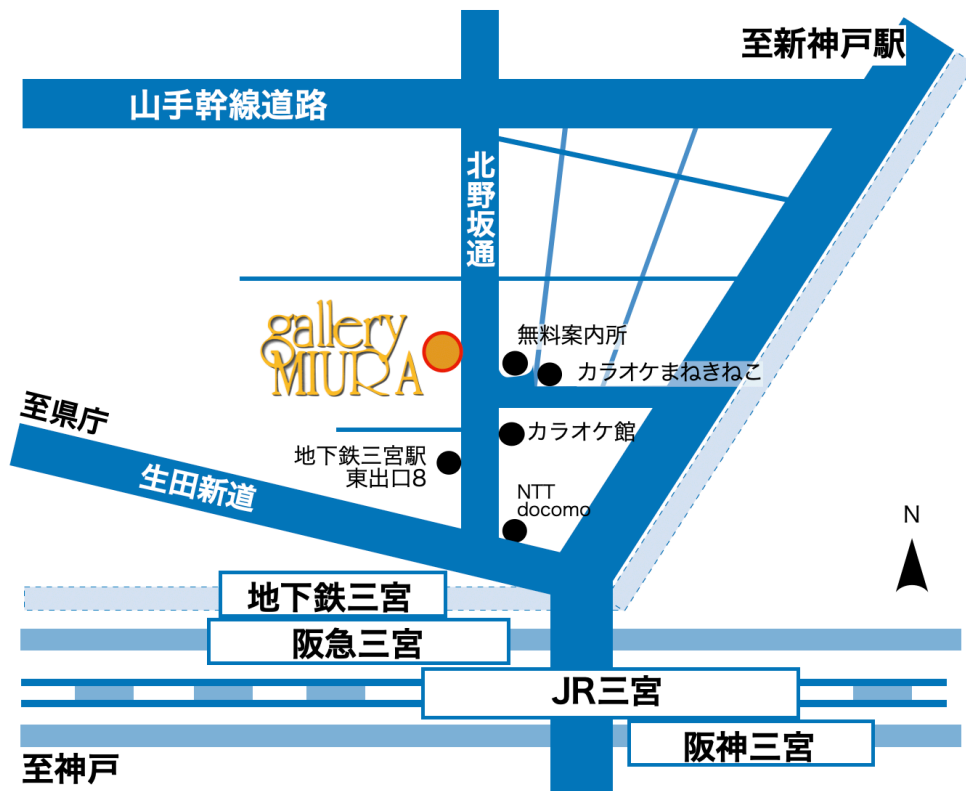 至新神戸駅
山手幹線道路
北野坂通
gallery
MIURA
無料案内所
カラオケまねきねこ
至県庁
カラオケ館
地下鉄三宮駅
東出口8
生田新道
NTT
docomo
N
地下鉄三宮
阪急三宮
JR三宮
阪神三宮
至神戸